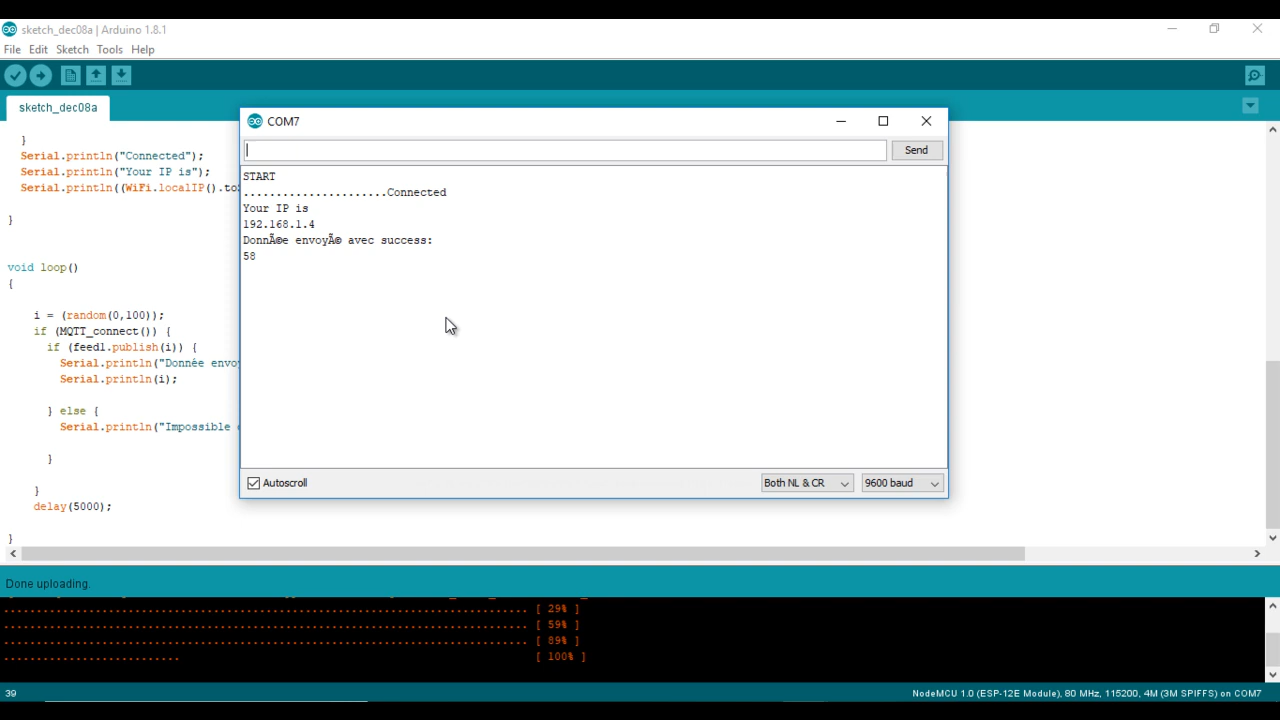 sketch_dec08a | Arduino 1.8.1
File Edit Sketch Tools Help
sketch_dec08a
}
Serial.println("Connected");
Serial.println("Your IP is");
Serial.println((WiFi.localIP().to
}
void loop()
{
i = (random(0,100));
if (MQTT_connect()) {
if (feed1.publish(i)) {
Serial.println("Donnée envoy
Serial.println(i);
} else {
Serial.println("Impossible
}
}
delay(5000);
}
COM7
Send
START
......................Connected
Your IP is
192.168.1.4
DonnÃ©e envoyÃ© avec success:
58
Autoscroll
Both NL & CR
9600 baud
Done uploading.
................................................................................ [ 29% ]
................................................................................ [ 59% ]
................................................................................ [ 89% ]
........................... [ 100% ]
39
NodeMCU 1.0 (ESP-12E Module), 80 MHz, 115200, 4M (3M SPIFFS) on COM7